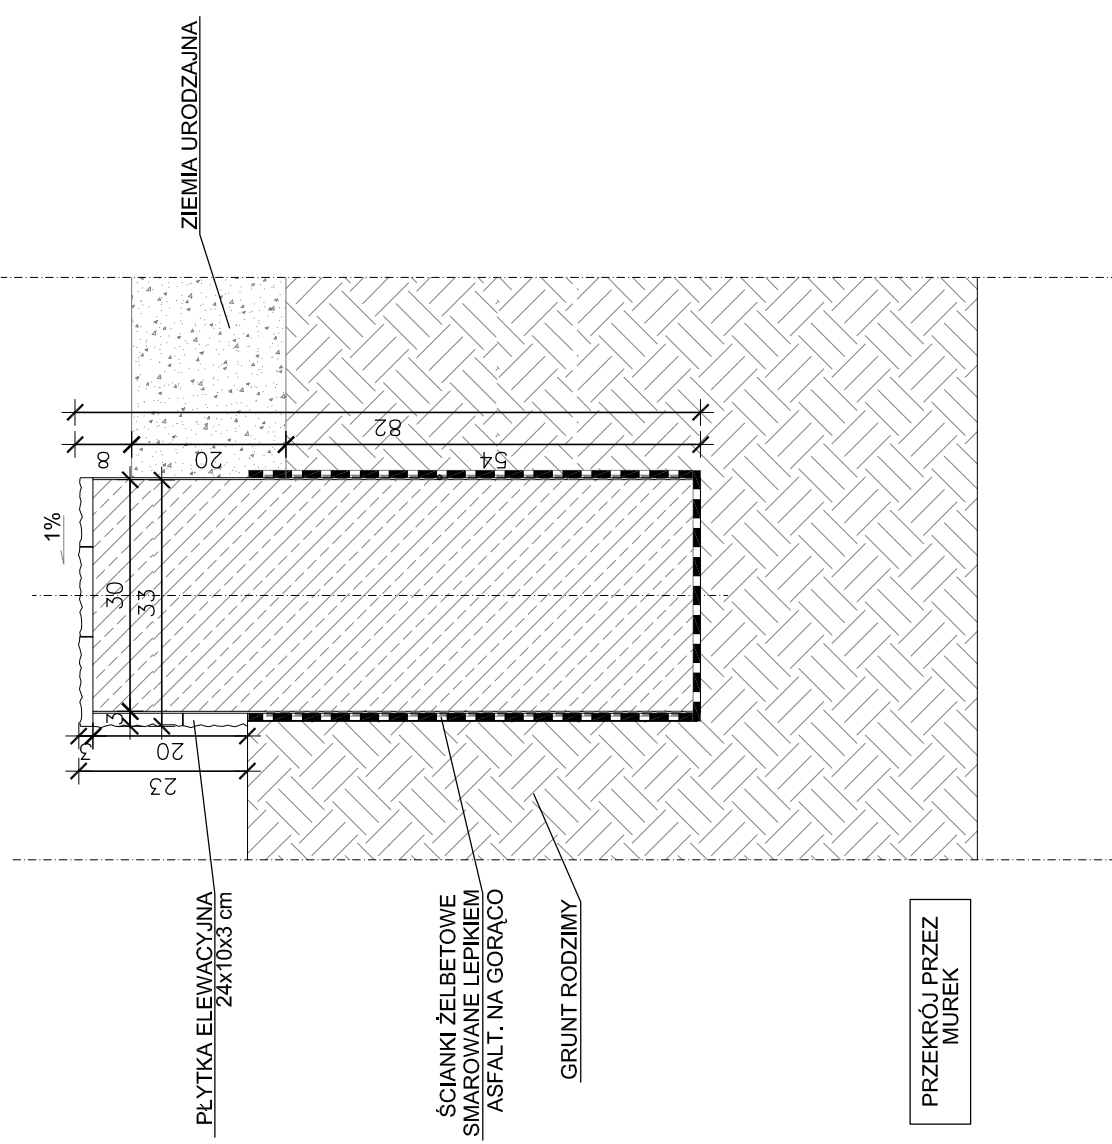 ZIEMIA URODZAJNA
1%
8
20
54
82
30
33
3
3
20
23
PŁYTKA ELEWACYJNA
24x10x3 cm
ŚCIANKI ŻELBETOWE
SMAROWANE LEPIKIEM
ASFALT. NA GORĄCO
GRUNT RODZIMY
PRZEKRÓJ PRZEZ
MUREK